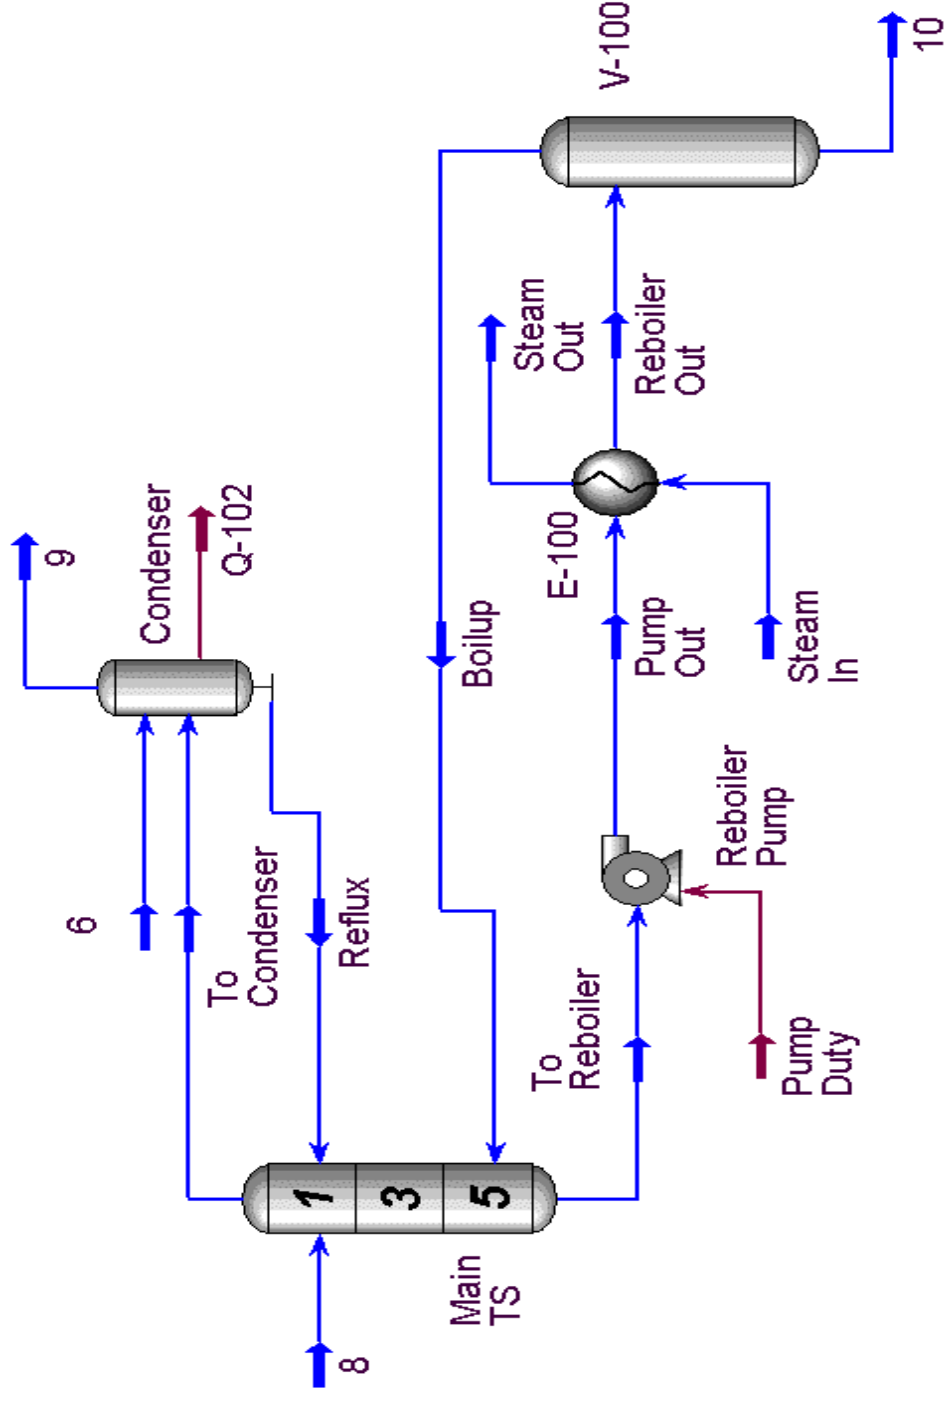 9
Condenser
Q-102
6
To
Condenser
Reflux
8
1
3
5
Main
TS
Boilup
To
Reboiler
Pump
Duty
Reboiler
Pump
Pump
Out
E-100
Steam
In
Steam
Out
Reboiler
Out
V-100
10